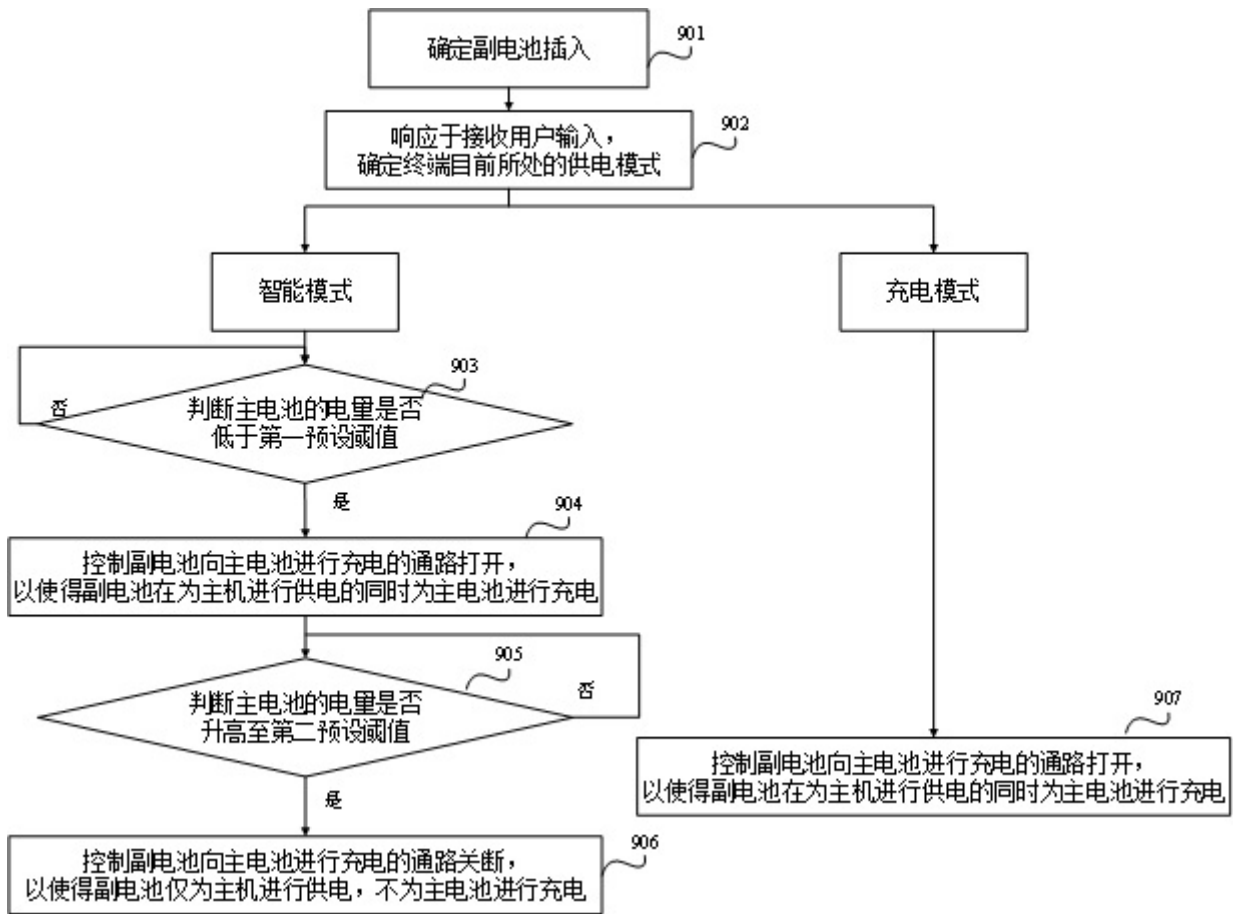 确定副电池插入
901
响应于接收用户输入，
确定终端目前所处的供电模式
902
智能模式
充电模式
903
判断主电池的电量是否
低于第一预设阈值
否
是
904
控制副电池向主电池进行充电的通路打开，
以使得副电池在为主机进行供电的同时为主电池进行充电
905
判断主电池的电量是否
升高至第二预设阈值
否
是
907
控制副电池向主电池进行充电的通路打开，
以使得副电池在为主机进行供电的同时为主电池进行充电
906
控制副电池向主电池进行充电的通路关断，
以使得副电池仅为主机进行供电，不为主电池进行充电